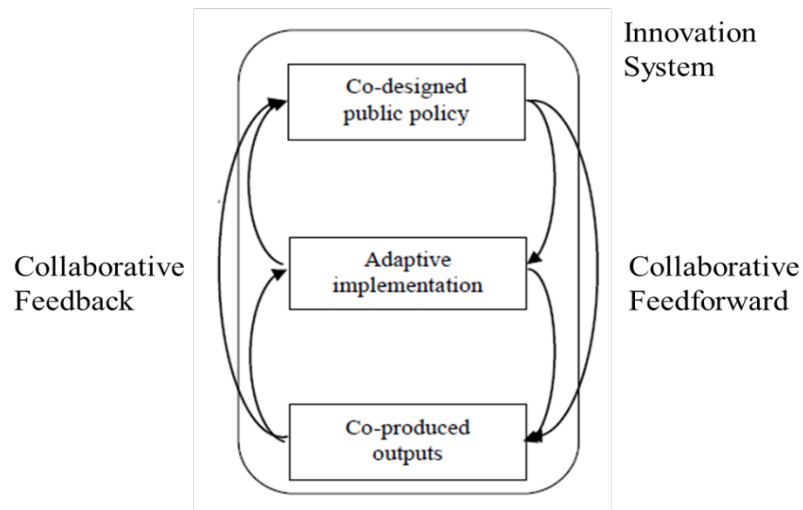 Innovation
System
Co-designed
public policy
Collaborative
Feedback
Adaptive
implementation
Collaborative
Feedforward
Co-produced
outputs